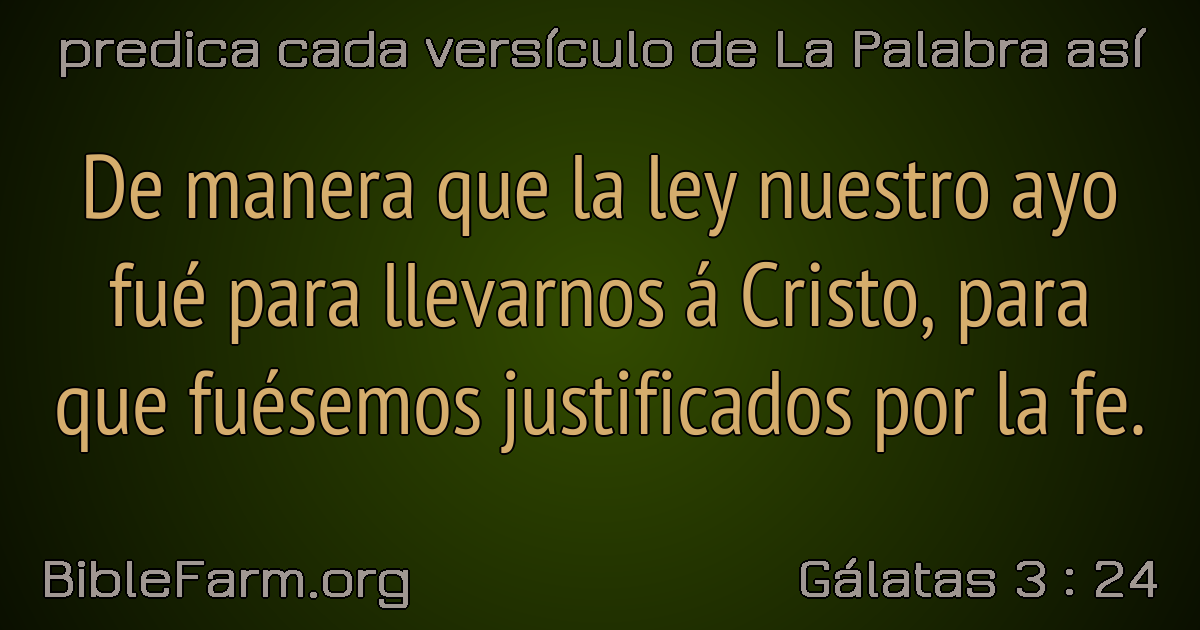 predica cada versículo de La Palabra así
De manera que la ley nuestro ayo
fué para llevarnos á Cristo, para
que fuésemos justificados por la fe.
BibleFarm.org
Gálatas 3 : 24